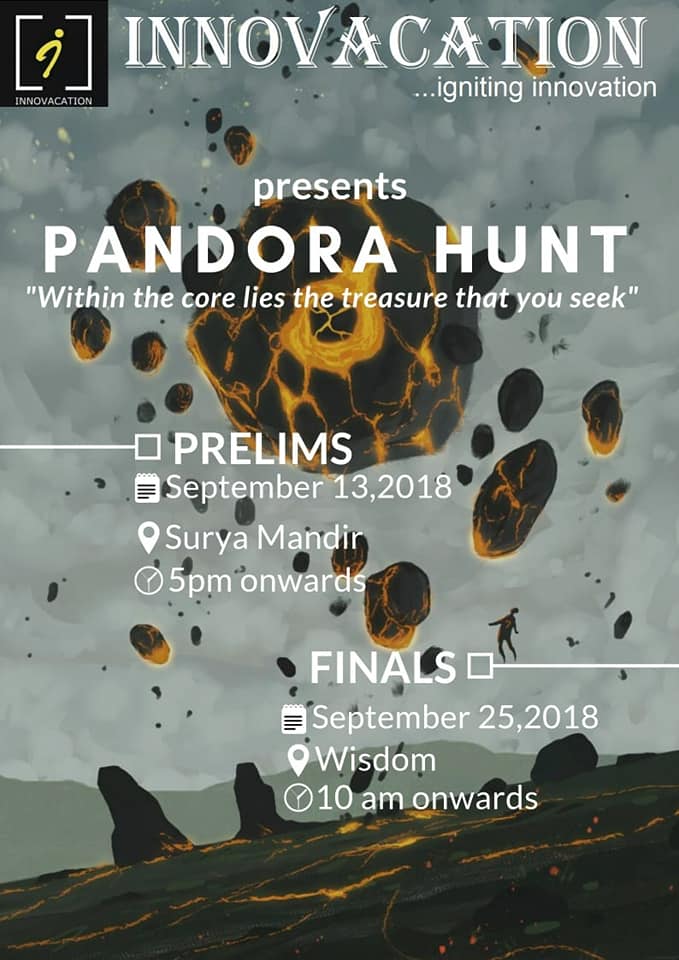 INNOVACATION
INNOVACATION
...igniting innovation
presents
PANDORA HUNT
"Within the core lies the treasure that you seek"
PRELIMS
September 13,2018
Surya Mandir
5pm onwards
FINALS
September 25,2018
Wisdom
10 am onwards